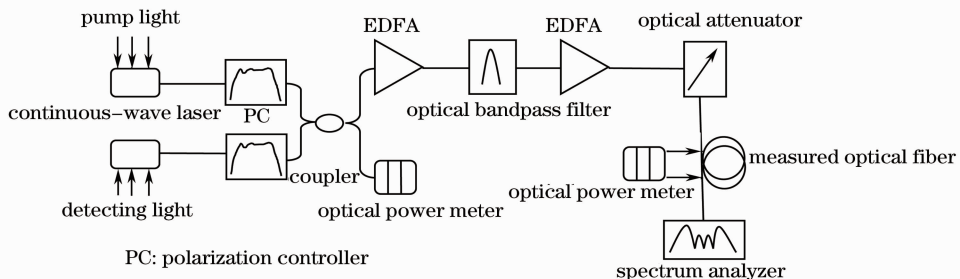 pump light
EDFA
EDFA
optical attenuator
continuous-wave laser
PC
optical bandpass filter
coupler
measured optical fiber
optical power meter
detecting light
optical power meter
PC: polarization controller
spectrum analyzer